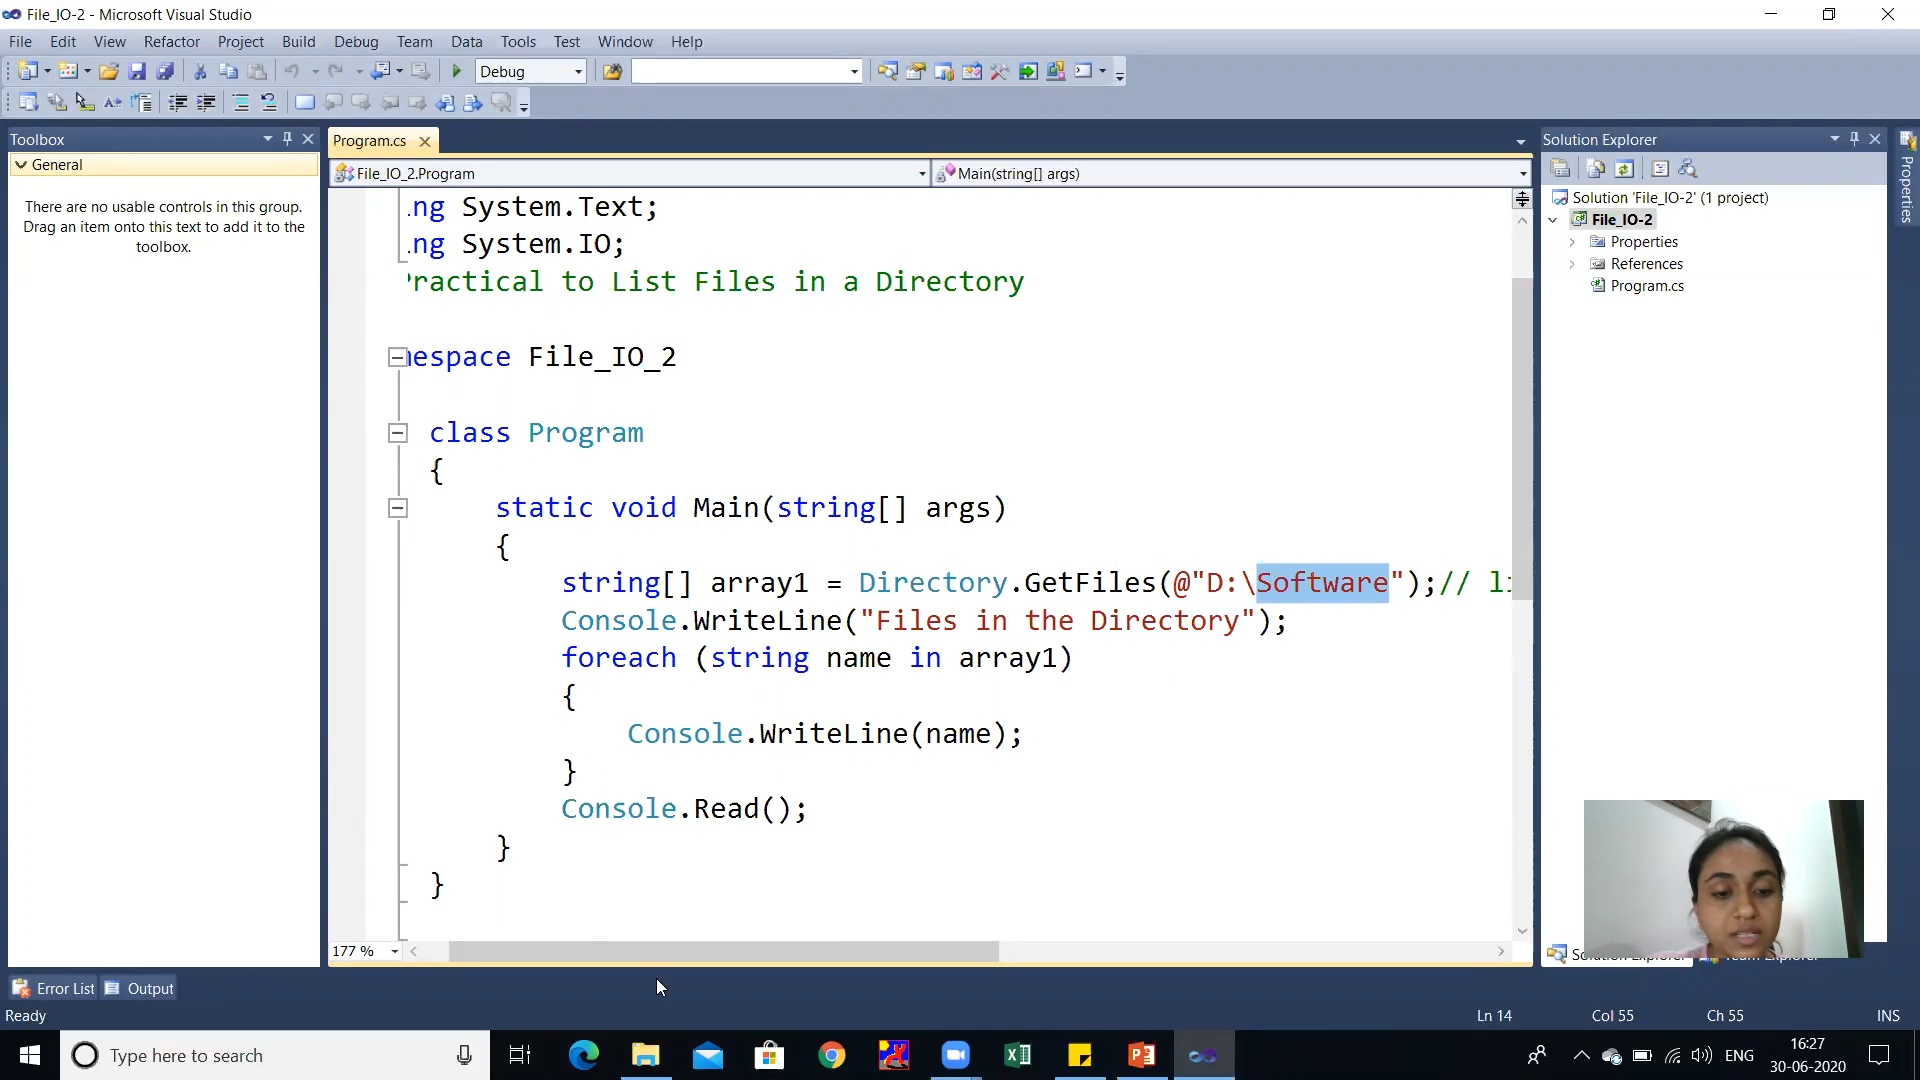 File_IO-2 - Microsoft Visual Studio
File Edit View Refactor Project Build Debug Team Data Tools Test Window Help
Debug
Toolbox
General
There are no usable controls in this group.
Drag an item onto this text to add it to the
toolbox.
Program.cs
File_IO_2.Program
Main(string[] args)
ng System.Text;
ng System.IO;
ractical to List Files in a Directory
espace File_IO_2
class Program
{
static void Main(string[] args)
{
string[] array1 = Directory.GetFiles(@"D:\Software");// li
Console.WriteLine("Files in the Directory");
foreach (string name in array1)
{
Console.WriteLine(name);
}
Console.Read();
}
}
177 %
Solution Explorer
Solution 'File_IO-2' (1 project)
File_IO-2
Properties
References
Program.cs
Properties
Error List
Output
Ready
Ln 14
Col 55
Ch 55
INS
Type here to search
ENG
16:27
30-06-2020